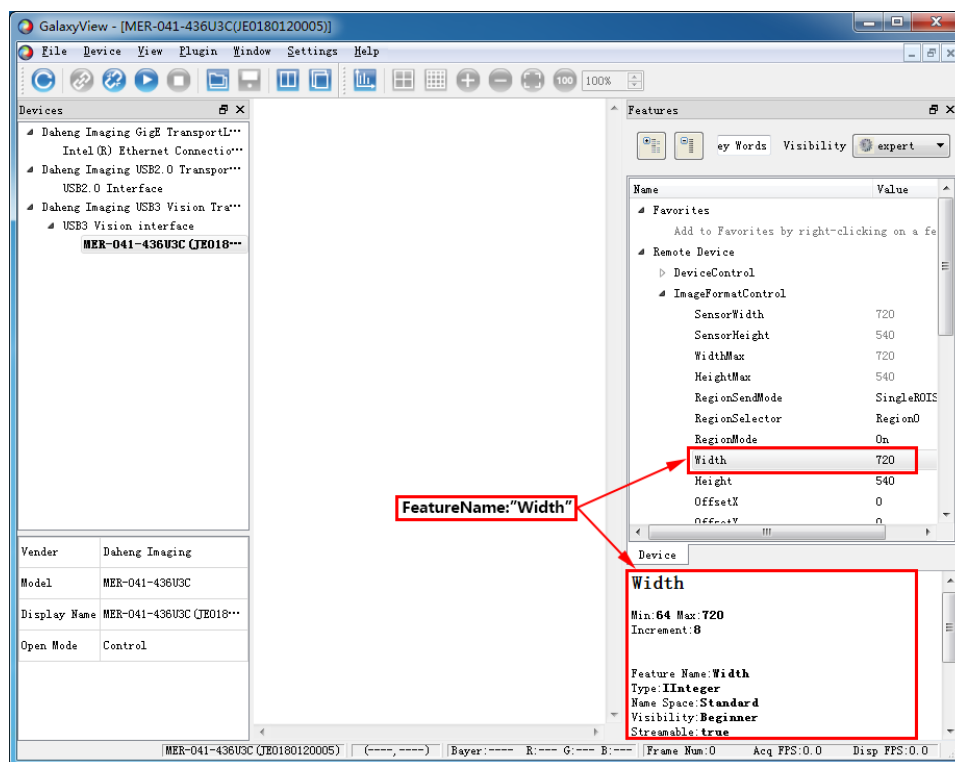 GalaxyView - [MER-041-436U3C(JE0180120005)]
File Device View Plugin Window Settings Help
100 100%
Devices
Daheng Imaging GigE TransportL···
Intel(R) Ethernet Connectio···
Daheng Imaging USB2.0 Transpor···
USB2.0 Interface
Daheng Imaging USB3 Vision Tra···
USB3 Vision interface
MER-041-436U3C(JE018···
Vender Daheng Imaging
Model MER-041-436U3C
Display Name MER-041-436U3C(JE018···
Open Mode Control
FeatureName:"Width"
Features
ey Words Visibility expert
Name Value
Favorites
Add to Favorites by right-clicking on a fe
Remote Device
DeviceControl
ImageFormatControl
SensorWidth 720
SensorHeight 540
WidthMax 720
HeightMax 540
RegionSendMode SingleROIS
RegionSelector Region0
RegionMode On
Width 720
Height 540
OffsetX 0
OffsetY 0
Device
Width
Min:64 Max:720
Increment:8
Feature Name:Width
Type:IInteger
Name Space:Standard
Visibility:Beginner
Streamable:true
MER-041-436U3C(JE0180120005) (----,----) Bayer:---- R:--- G:--- B:--- Frame Num:0 Acq FPS:0.0 Disp FPS:0.0